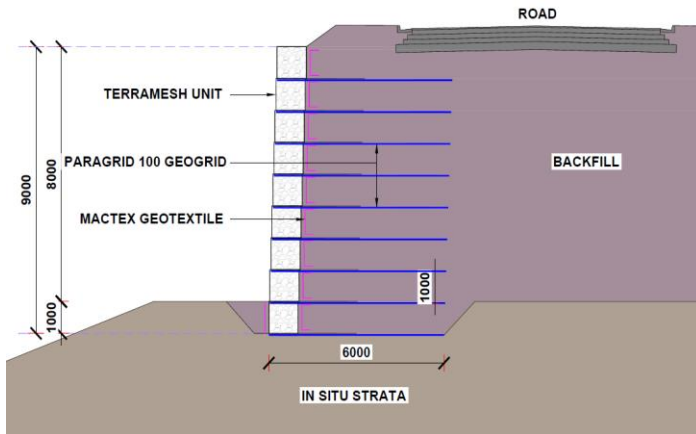 ROAD
TERRAMESH UNIT
PARAGRID 100 GEOGRID
BACKFILL
MACTEX GEOTEXTILE
9000
8000
1000
1000
6000
IN SITU STRATA